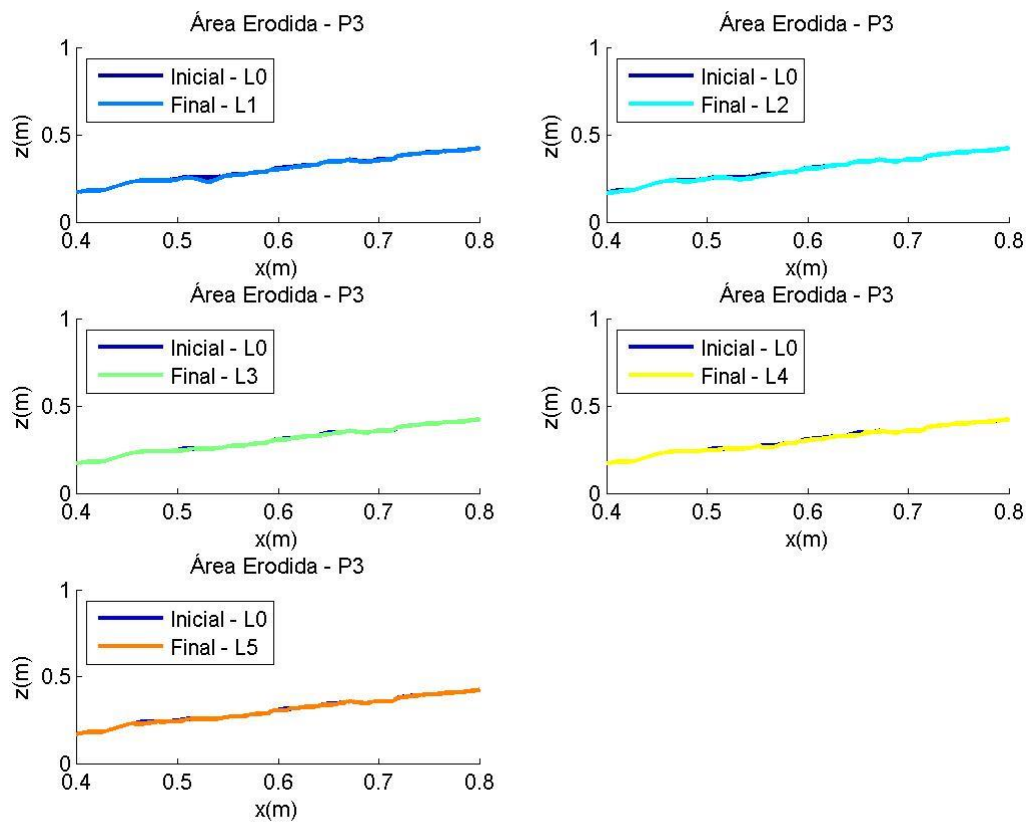 Área Erodida - P3
1
Inicial - L0
Final - L1
z(m)
0.5
0
0.4 0.5 0.6 0.7 0.8
x(m)
Área Erodida - P3
1
Inicial - L0
Final - L2
z(m)
0.5
0
0.4 0.5 0.6 0.7 0.8
x(m)
Área Erodida - P3
1
Inicial - L0
Final - L3
z(m)
0.5
0
0.4 0.5 0.6 0.7 0.8
x(m)
Área Erodida - P3
1
Inicial - L0
Final - L4
z(m)
0.5
0
0.4 0.5 0.6 0.7 0.8
x(m)
Área Erodida - P3
1
Inicial - L0
Final - L5
z(m)
0.5
0
0.4 0.5 0.6 0.7 0.8
x(m)